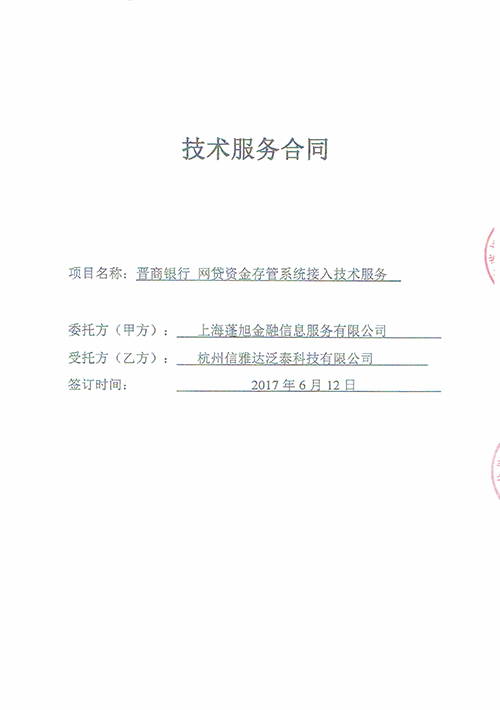 技术服务合同
项目名称：晋商银行 网贷资金存管系统接入技术服务
委托方（甲方）：上海蓬旭金融信息服务有限公司
受托方（乙方）：杭州信雅达泛泰科技有限公司
签订时间：2017 年 6 月 12 日